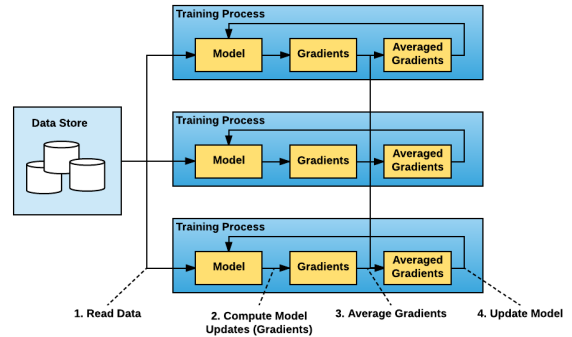 Training Process
Model
Gradients
Averaged
Gradients
Data Store
Training Process
Model
Gradients
Averaged
Gradients
Training Process
Model
Gradients
Averaged
Gradients
1. Read Data
2. Compute Model
Updates (Gradients)
3. Average Gradients
4. Update Model